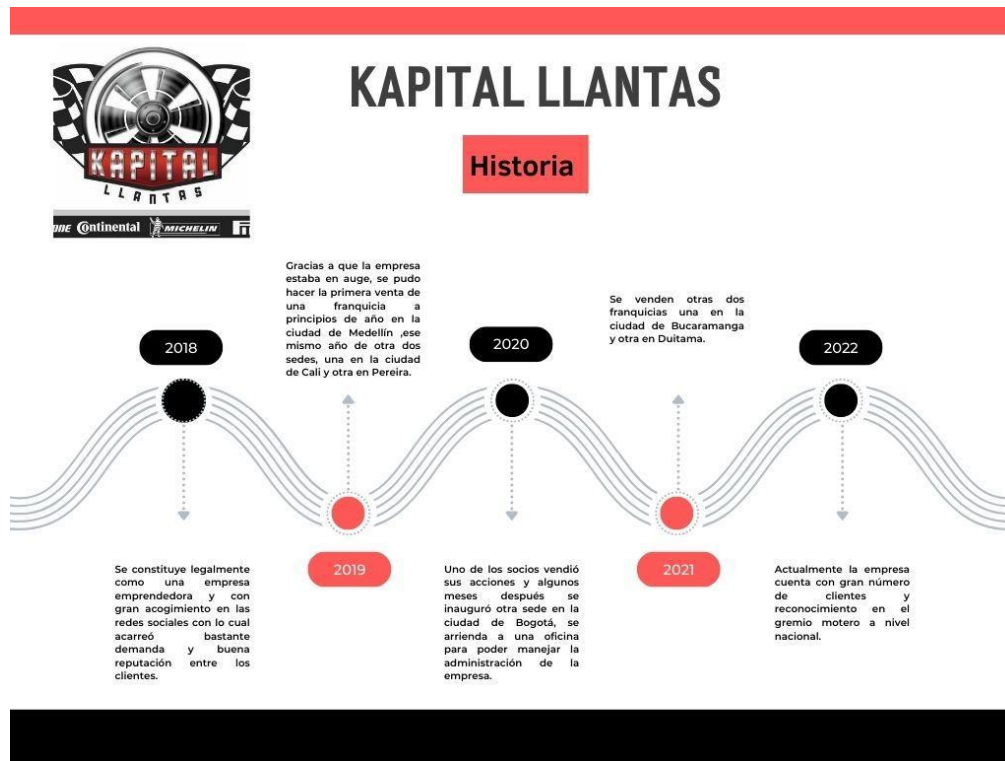 KAPITAL
LLANTAS
Continental MICHELIN
KAPITAL LLANTAS
Historia
2018
Se constituye legalmente
como una empresa
emprendedora y con
gran acogimiento en las
redes sociales con lo cual
acarreó bastante
demanda y buena
reputación entre los
clientes.
Gracias a que la empresa
estaba en auge, se pudo
hacer la primera venta de
una franquicia a
principios de año en la
ciudad de Medellín ,ese
mismo año de otra dos
sedes, una en la ciudad
de Cali y otra en Pereira.
2019
2020
Uno de los socios vendió
sus acciones y algunos
meses después se
inauguró otra sede en la
ciudad de Bogotá, se
arrienda a una oficina
para poder manejar la
administración de la
empresa.
Se venden otras dos
franquicias una en la
ciudad de Bucaramanga
y otra en Duitama.
2021
2022
Actualmente la empresa
cuenta con gran número
de clientes y
reconocimiento en el
gremio motero a nivel
nacional.